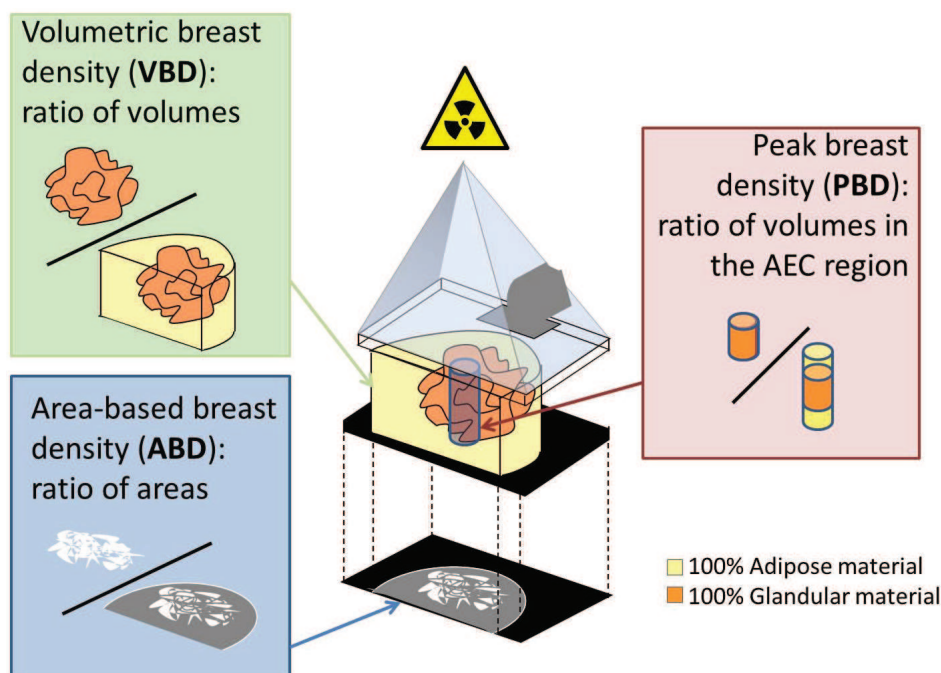 Volumetric breast
density (VBD):
ratio of volumes
Peak breast
density (PBD):
ratio of volumes in
the AEC region
Area-based breast
density (ABD):
ratio of areas
100% Adipose material
100% Glandular material